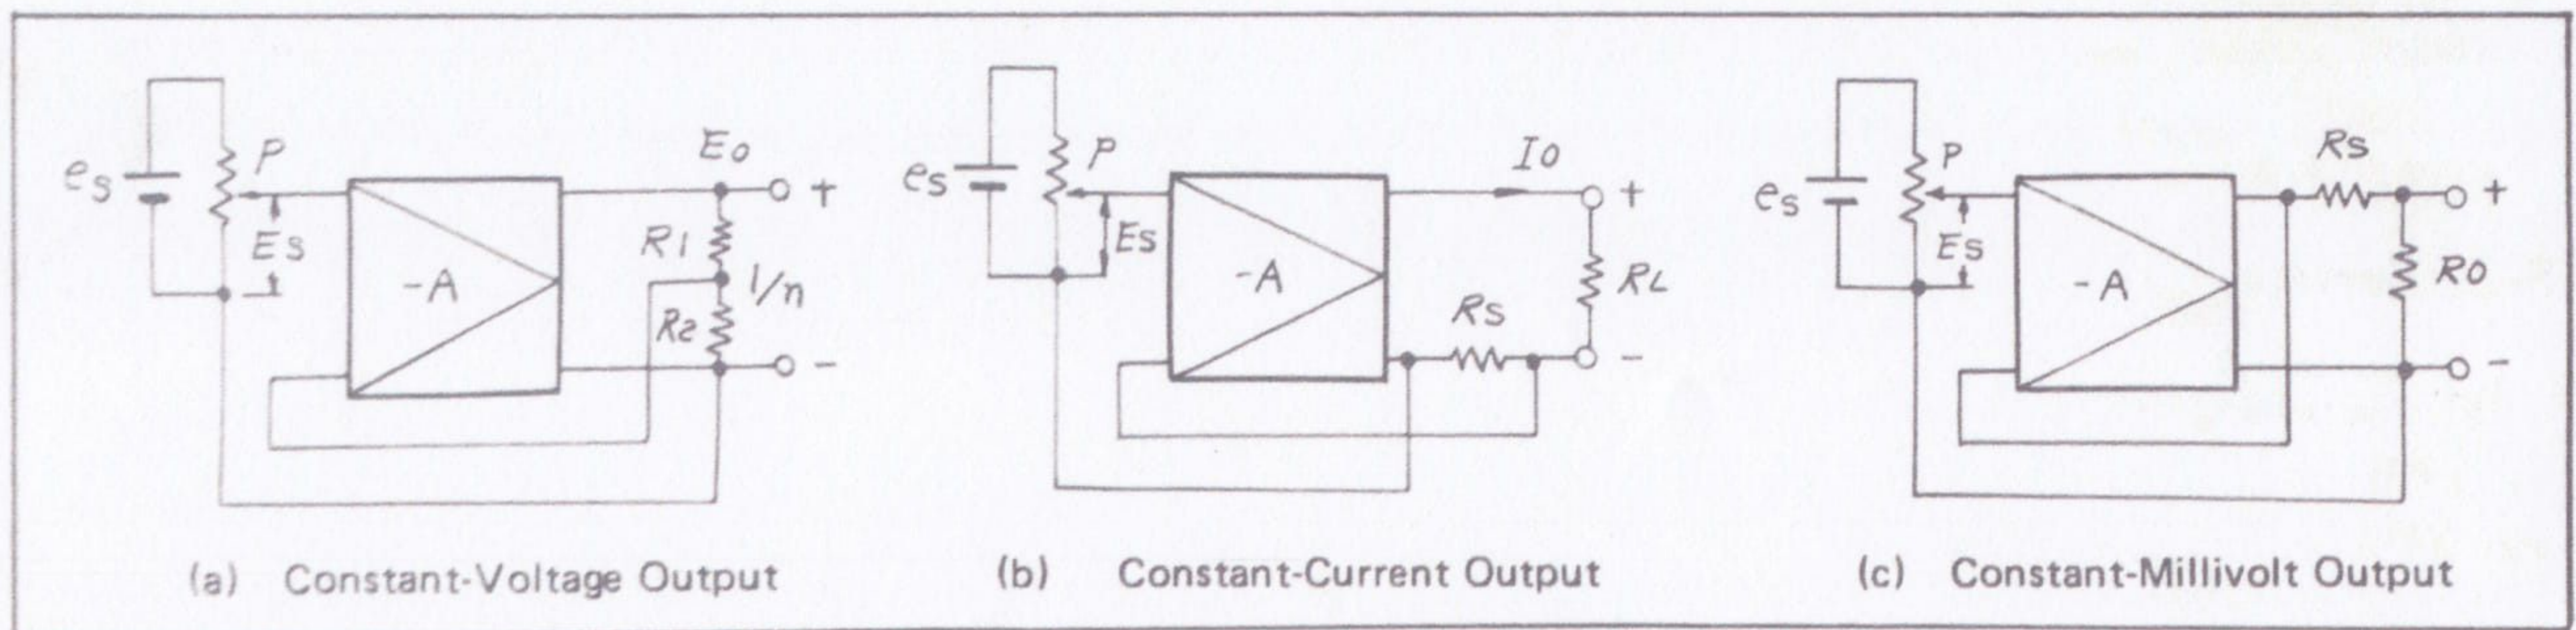 es
P
Es
-A
Eo
+
R1
1/n
R2
-
(a) Constant-Voltage Output
es
P
Es
-A
Io
+
RL
Rs
-
(b) Constant-Current Output
es
P
Es
-A
Rs
+
Ro
-
(c) Constant-Millivolt Output